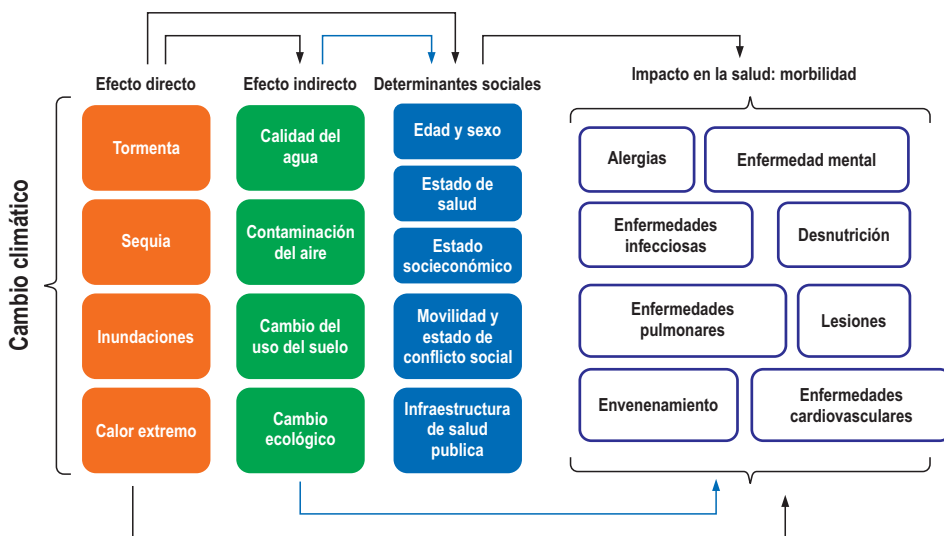 Efecto directo
Efecto indirecto
Determinantes sociales
Impacto en la salud: morbilidad
Cambio climático
Tormenta
Sequia
Inundaciones
Calor extremo
Calidad del
agua
Contaminación
del aire
Cambio del
uso del suelo
Cambio
ecológico
Edad y sexo
Estado de
salud
Estado
socieconómico
Movilidad y
estado de
conflicto social
Infraestructura
de salud
publica
Alergias
Enfermedad mental
Enfermedades
infecciosas
Desnutrición
Enfermedades
pulmonares
Lesiones
Envenenamiento
Enfermedades
cardiovasculares